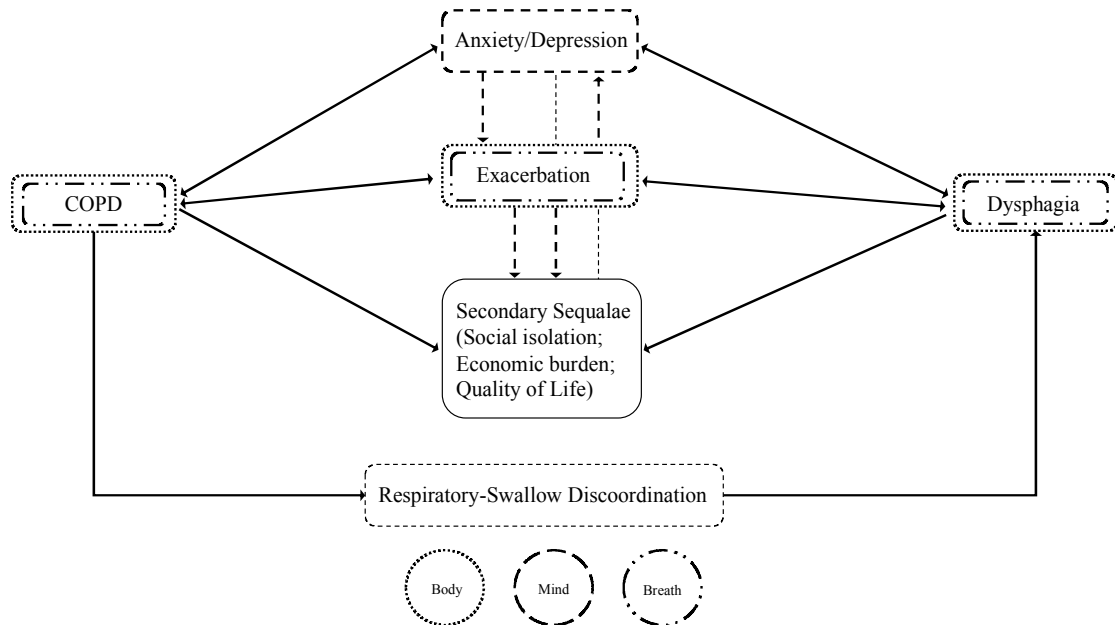 Anxiety/Depression
Exacerbation
COPD
Dysphagia
Secondary Sequalae
(Social isolation;
Economic burden;
Quality of Life)
Respiratory-Swallow Discoordination
Body
Mind
Breath